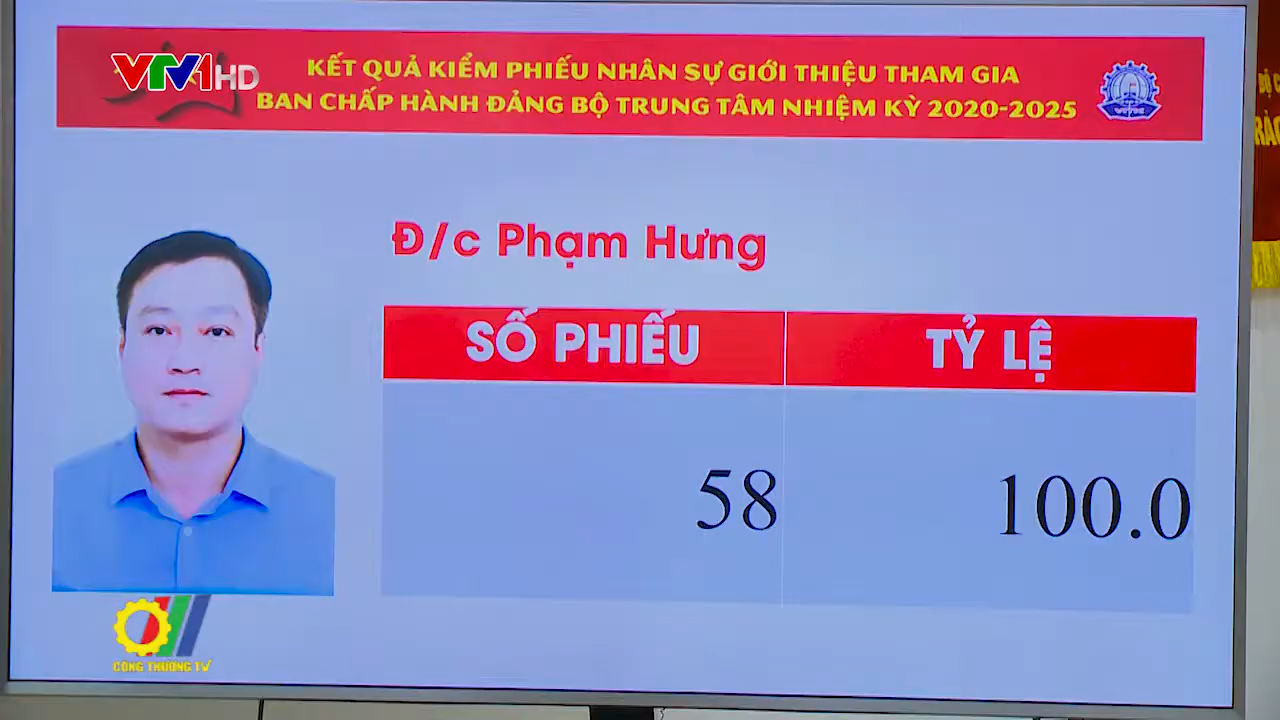 VTV1 HD
KẾT QUẢ KIỂM PHIẾU NHÂN SỰ GIỚI THIỆU THAM GIA
BAN CHẤP HÀNH ĐẢNG BỘ TRUNG TÂM NHIỆM KỲ 2020-2025
Đ/c Phạm Hưng
SỐ PHIẾU
TỶ LỆ
58
100.0
CÔNG THƯƠNG TV